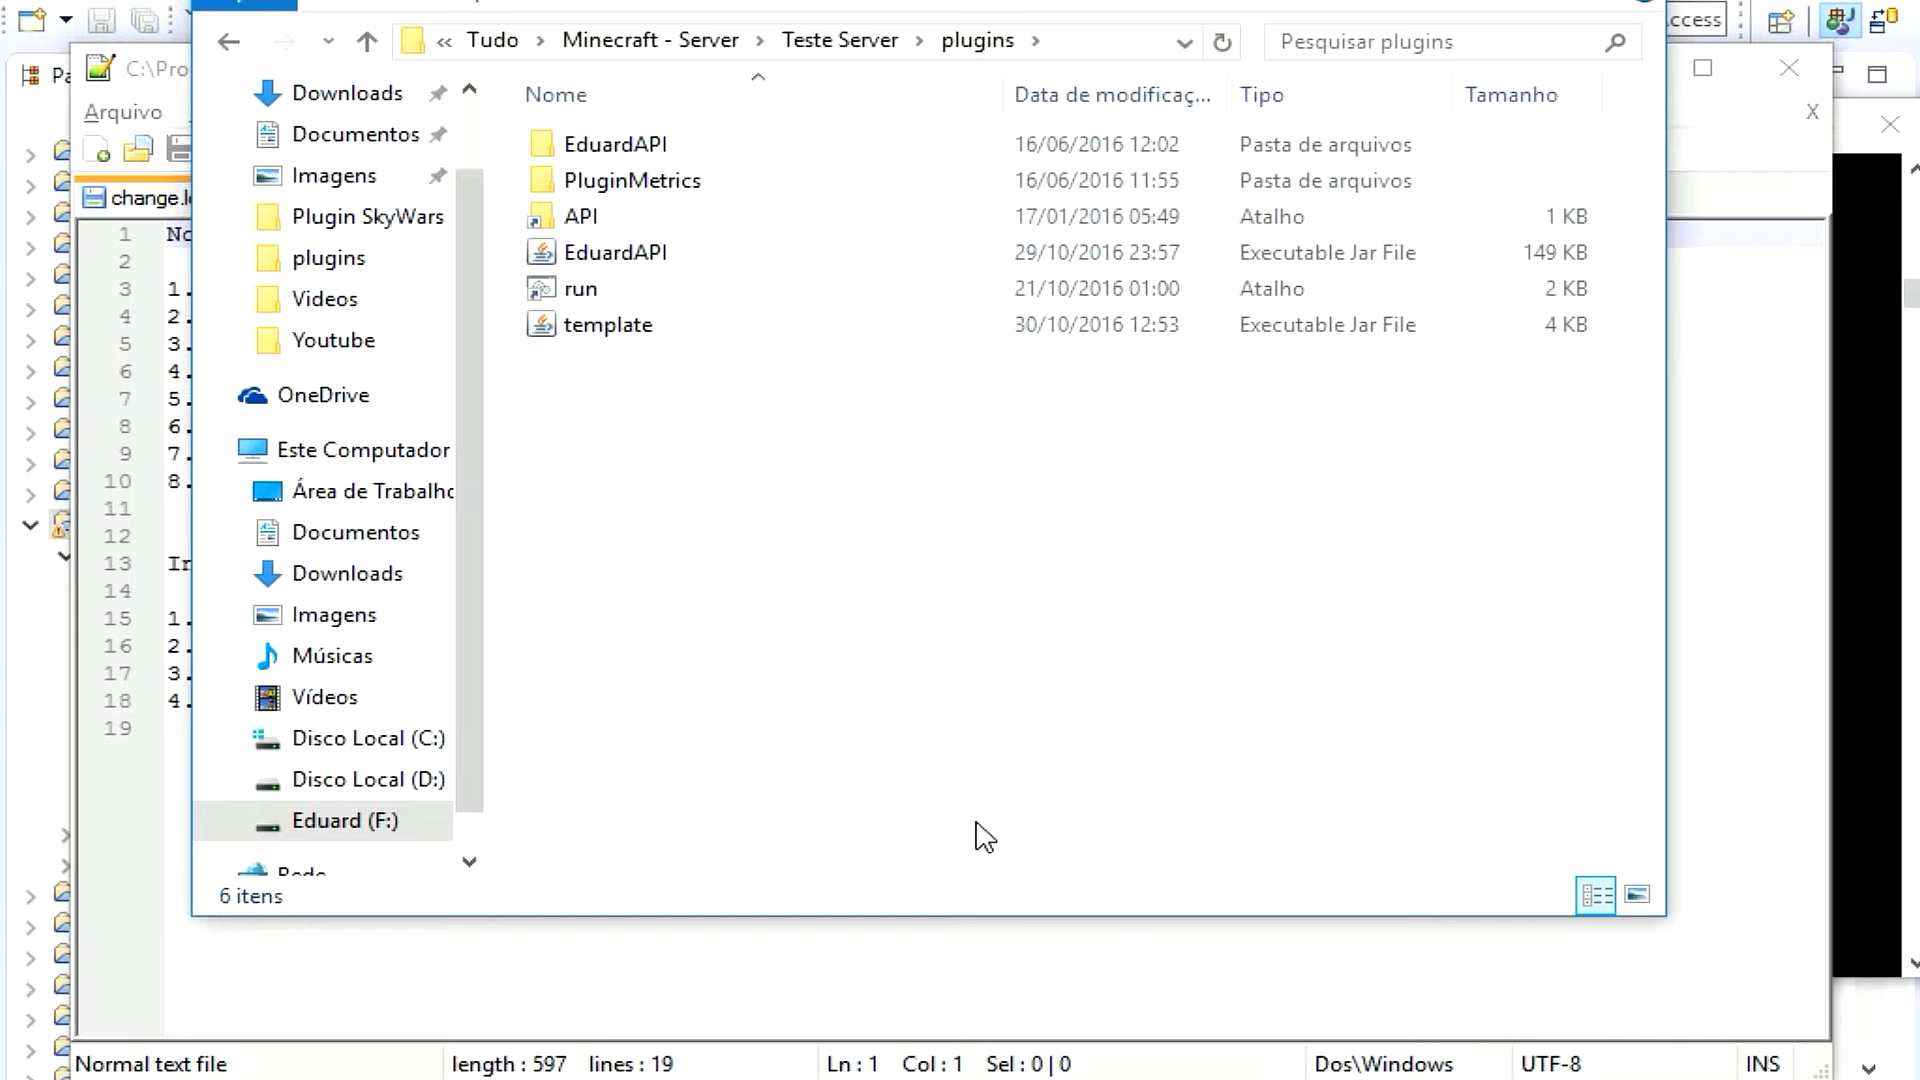 ccess
Tudo
Minecraft - Server
Teste Server
plugins
Pesquisar plugins
C:\Pro
Arquivo
X
change.l
Downloads
Documentos
Imagens
Plugin SkyWars
plugins
Videos
Youtube
OneDrive
Este Computador
Área de Trabalho
Documentos
Downloads
Imagens
Músicas
Vídeos
Disco Local (C:)
Disco Local (D:)
Eduard (F:)
Rede
6 itens
Nome Data de modificaç... Tipo Tamanho
EduardAPI 16/06/2016 12:02 Pasta de arquivos
PluginMetrics 16/06/2016 11:55 Pasta de arquivos
API 17/01/2016 05:49 Atalho 1 KB
EduardAPI 29/10/2016 23:57 Executable Jar File 149 KB
run 21/10/2016 01:00 Atalho 2 KB
template 30/10/2016 12:53 Executable Jar File 4 KB
1 No
2
3 1.
4 2.
5 3.
6 4.
7 5.
8 6.
9 7.
10 8.
11
12
13 In
14
15 1.
16 2.
17 3.
18 4.
19
Normal text file length : 597 lines : 19 Ln : 1 Col : 1 Sel : 0 | 0 Dos\Windows UTF-8 INS